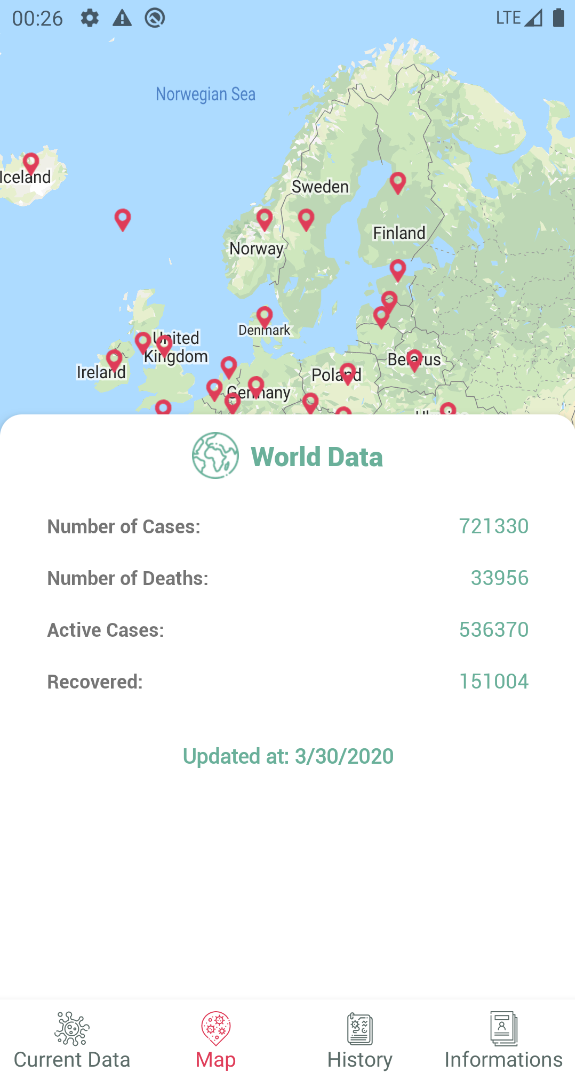 00:26
LTE
Norwegian Sea
Iceland
Sweden
Finland
Norway
Denmark
United
Kingdom
Ireland
Belarus
Poland
Germany
World Data
Number of Cases: 721330
Number of Deaths: 33956
Active Cases: 536370
Recovered: 151004
Updated at: 3/30/2020
Current Data Map History Informations